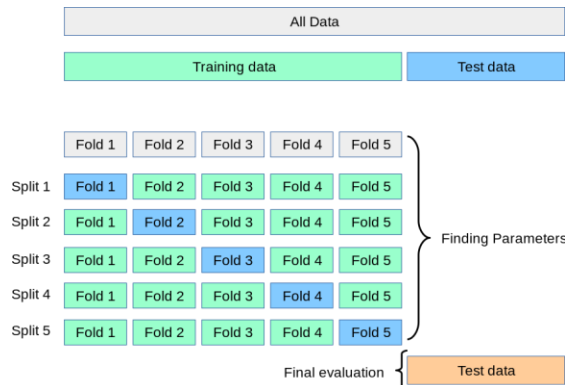 All Data
Training data Test data
Fold 1 Fold 2 Fold 3 Fold 4 Fold 5
Split 1 Fold 1 Fold 2 Fold 3 Fold 4 Fold 5
Split 2 Fold 1 Fold 2 Fold 3 Fold 4 Fold 5
Finding Parameters
Split 3 Fold 1 Fold 2 Fold 3 Fold 4 Fold 5
Split 4 Fold 1 Fold 2 Fold 3 Fold 4 Fold 5
Split 5 Fold 1 Fold 2 Fold 3 Fold 4 Fold 5
Final evaluation Test data